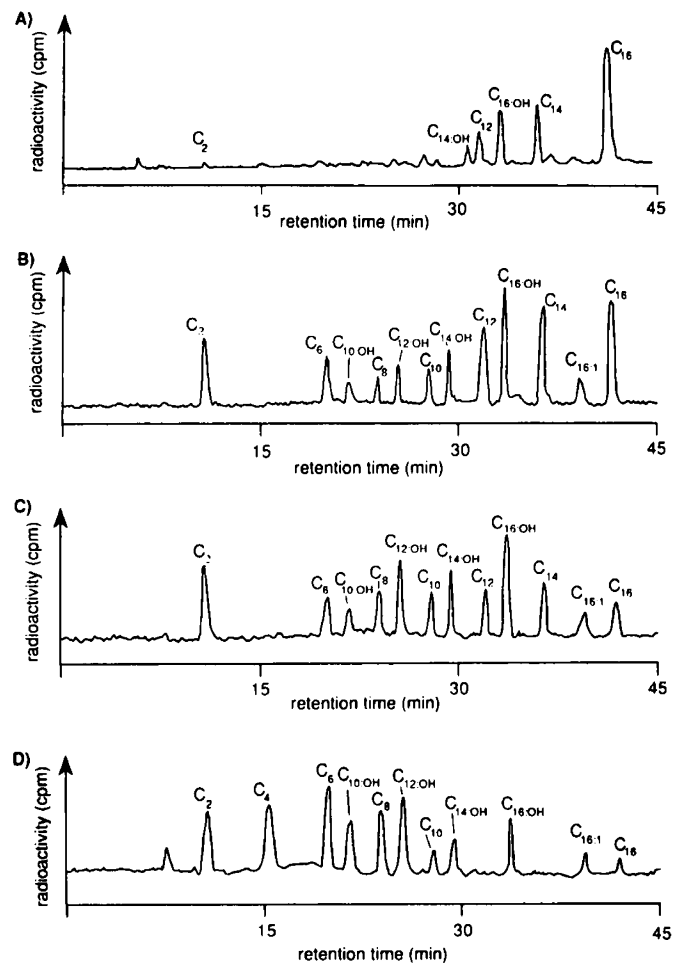 A)
radioactivity (cpm)
C2
C14:OH
C12
C16:OH
C14
C16
15
30
45
retention time (min)
B)
radioactivity (cpm)
C2
C6
C10:OH
C8
C12:OH
C10
C14:OH
C12
C16:OH
C14
C16:1
C16
15
30
45
retention time (min)
C)
radioactivity (cpm)
C2
C6
C10:OH
C8
C12:OH
C10
C14:OH
C12
C16:OH
C14
C16:1
C16
15
30
45
retention time (min)
D)
radioactivity (cpm)
C2
C4
C6
C10:OH
C8
C12:OH
C10
C14:OH
C16:OH
C16:1
C16
15
30
45
retention time (min)